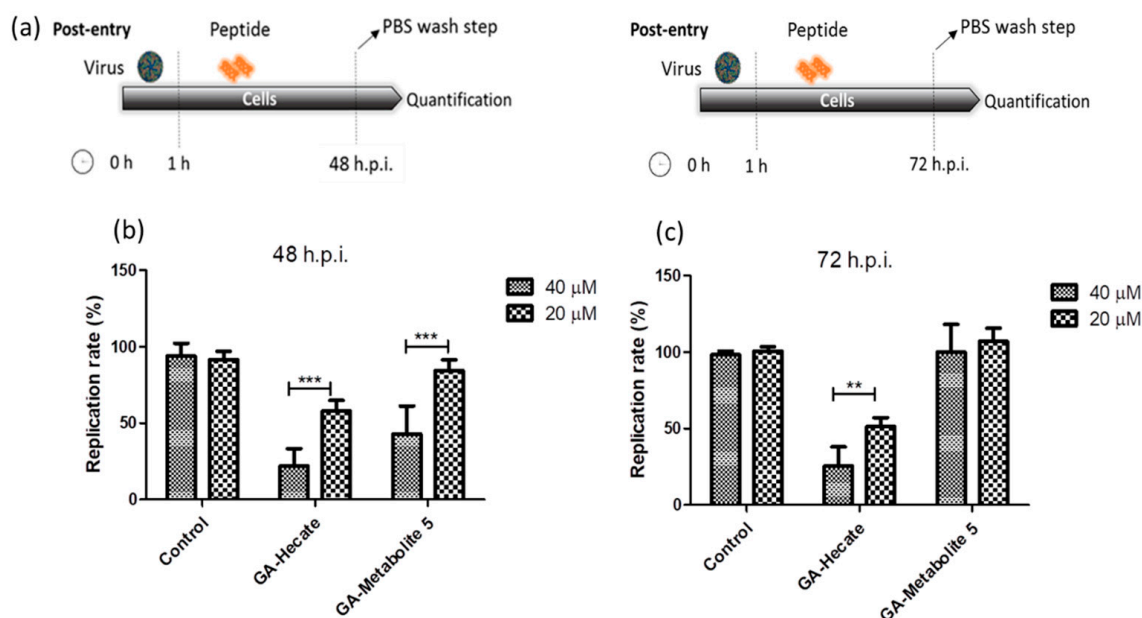 (a)
Post-entry
Peptide
PBS wash step
Virus
Cells
Quantification
0 h
1 h
48 h.p.i.
Post-entry
Peptide
PBS wash step
Virus
Cells
Quantification
0 h
1 h
72 h.p.i.
(b)
48 h.p.i.
Replication rate (%)
150
100
50
0
***
***
40 μM
20 μM
Control
GA-Hecate
GA-Metabolite 5
(c)
72 h.p.i.
Replication rate (%)
150
100
50
0
**
40 μM
20 μM
Control
GA-Hecate
GA-Metabolite 5